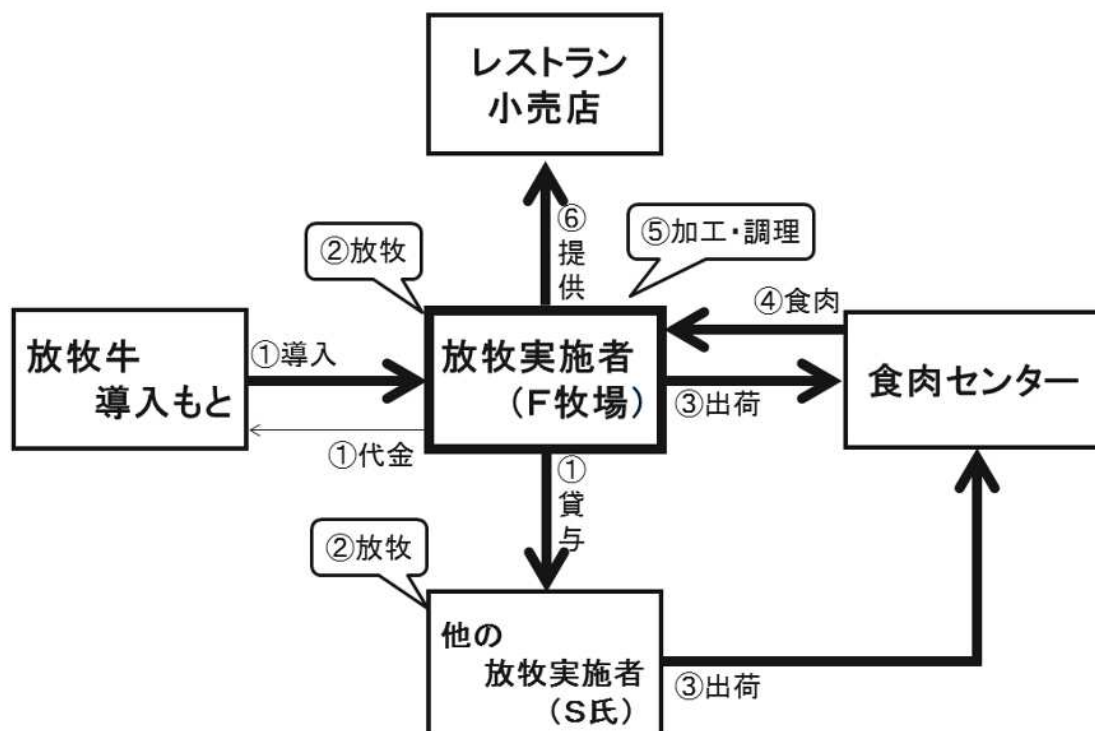 レストラン
小売店
⑥
提
供
⑤加工・調理
②放牧
放牧牛
導入もと
①導入
①代金
放牧実施者
（F牧場）
④食肉
③出荷
食肉センター
①
貸
与
②放牧
他の
放牧実施者
（S氏）
③出荷